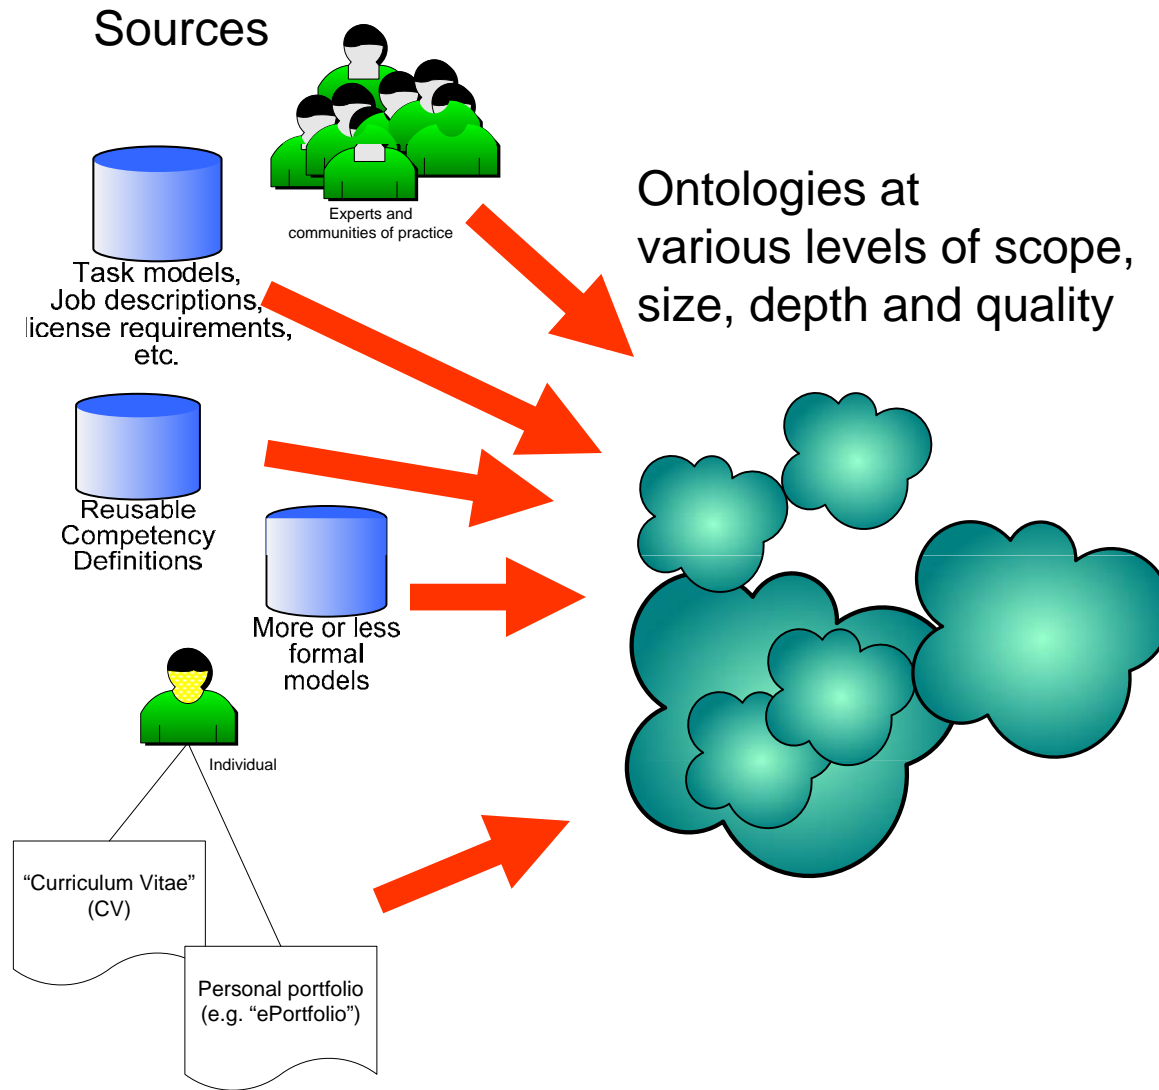 Sources
Experts and
communities of practice
Task models,
Job descriptions,
license requirements,
etc.
Reusable
Competency
Definitions
More or less
formal
models
Individual
“Curriculum Vitae”
(CV)
Personal portfolio
(e.g. “ePortfolio”)
Ontologies at
various levels of scope,
size, depth and quality